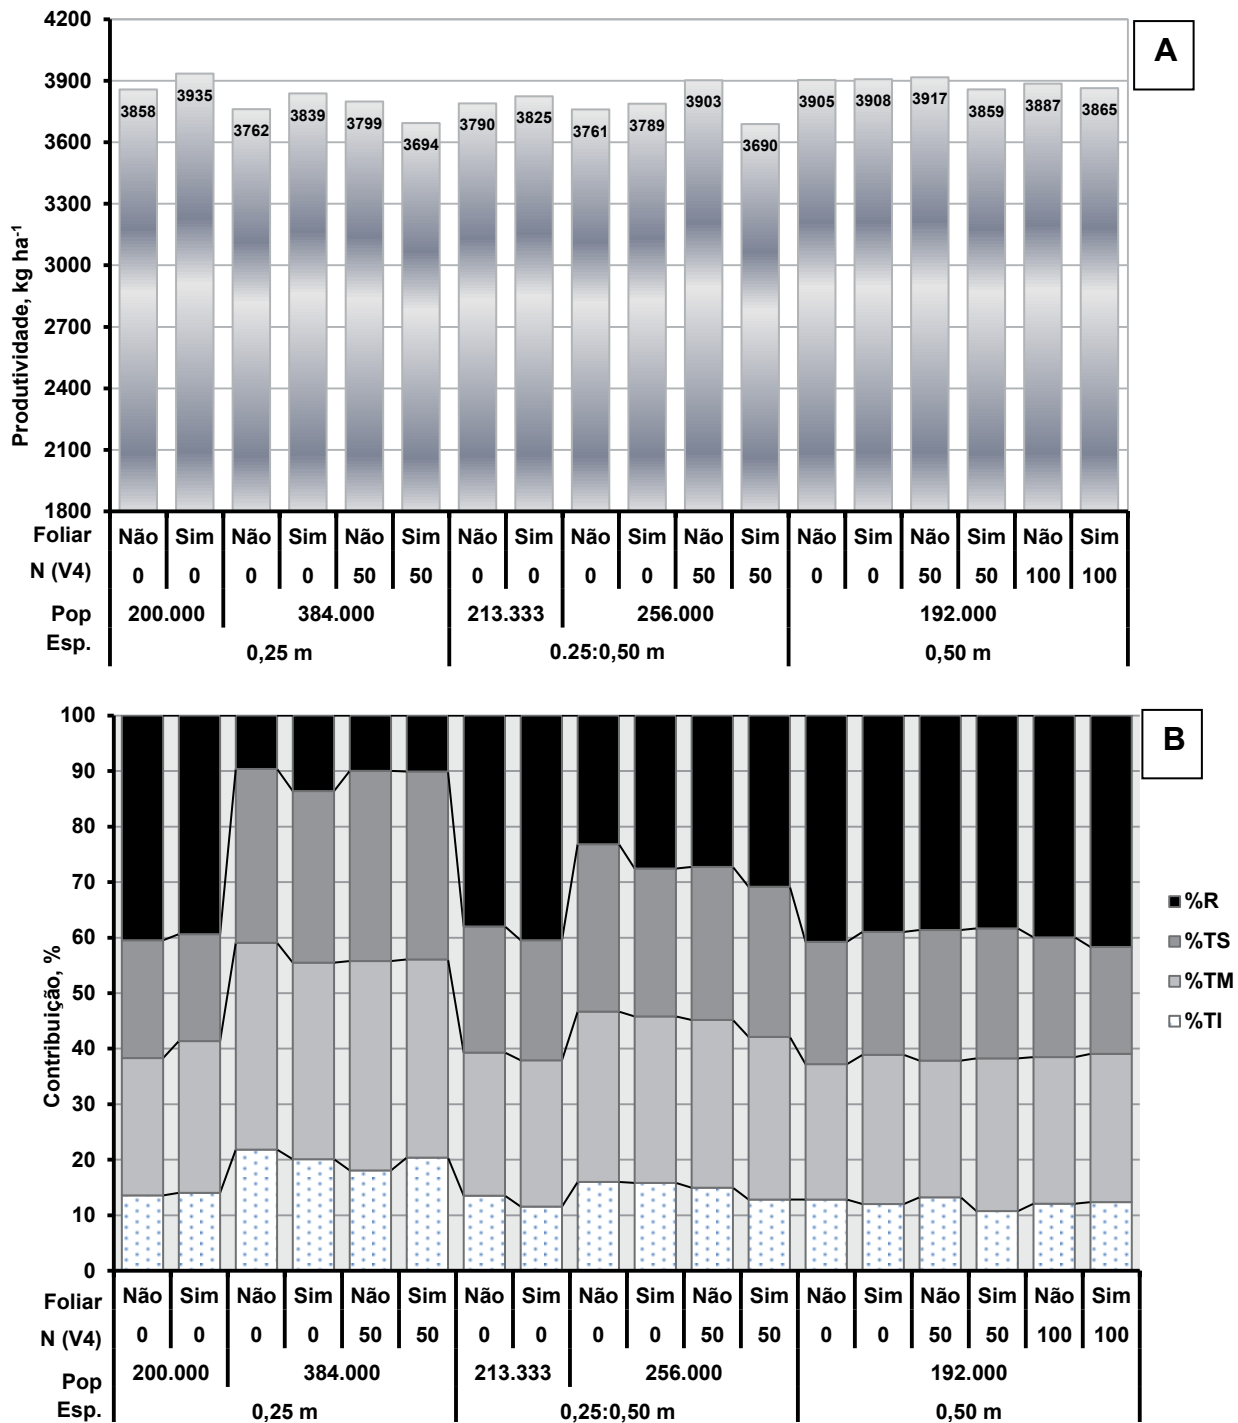 4200
A
3900
3858 3935 3762 3839 3799 3694 3790 3825 3761 3789 3903 3690 3905 3908 3917 3859 3887 3865
3600
3300
3000
2700
2400
2100
1800
Produtividade, kg ha-1
Foliar Não Sim Não Sim Não Sim Não Sim Não Sim Não Sim Não Sim Não Sim Não Sim
N (V4) 0 0 0 0 50 50 0 0 0 0 50 50 0 0 50 50 100 100
Pop 200.000 384.000 213.333 256.000 192.000
Esp. 0,25 m 0.25:0,50 m 0,50 m
100
B
90
80
70
60
50
40
30
20
10
0
Contribuição, %
%R
%TS
%TM
%TI
Foliar Não Sim Não Sim Não Sim Não Sim Não Sim Não Sim Não Sim Não Sim Não Sim
N (V4) 0 0 0 0 50 50 0 0 0 0 50 50 0 0 50 50 100 100
Pop 200.000 384.000 213.333 256.000 192.000
Esp. 0,25 m 0,25:0,50 m 0,50 m